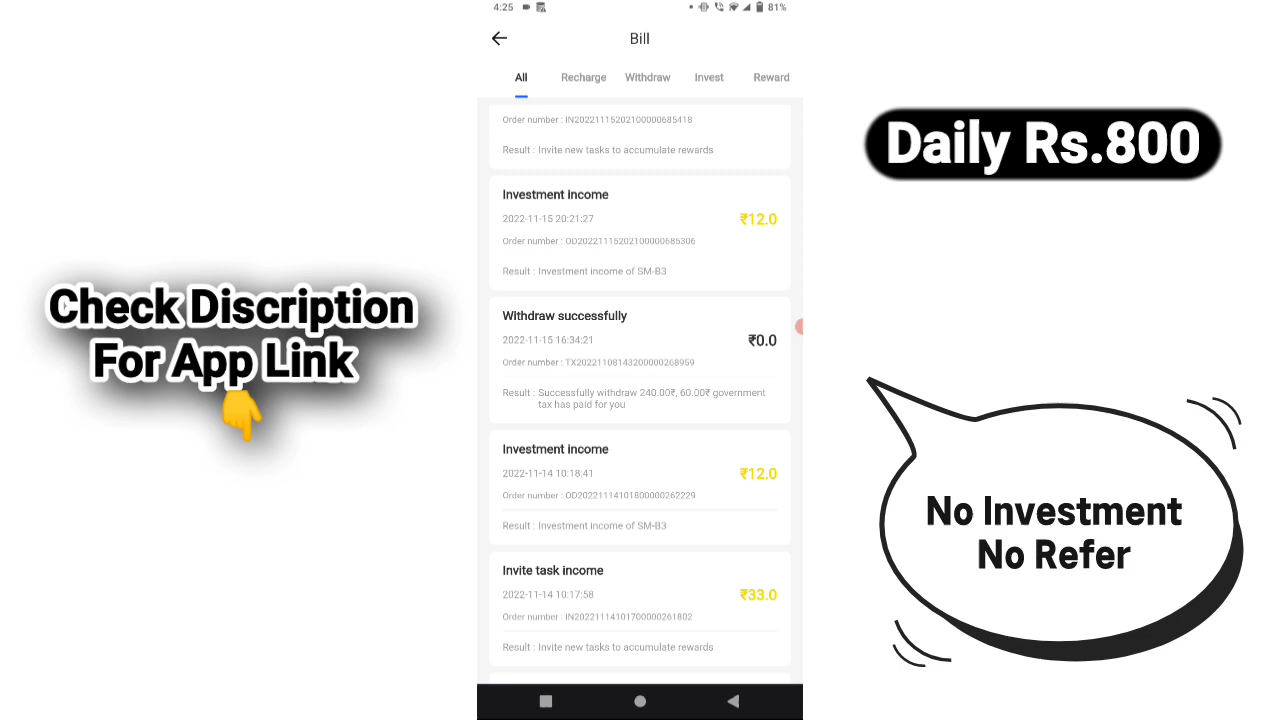 4:25
81%
Bill
All
Recharge
Withdraw
Invest
Reward
Order number : IN20221115202100000685418
Result : Invite new tasks to accumulate rewards
Investment income
2022-11-15 20:21:27
₹12.0
Order number : OD20221115202100000685306
Result : Investment income of SM-B3
Withdraw successfully
2022-11-15 16:34:21
₹0.0
Order number : TX20221108143200000268959
Result : Successfully withdraw 240.00₹, 60.00₹ government
tax has paid for you
Investment income
2022-11-14 10:18:41
₹12.0
Order number : OD20221114101800000262229
Result : Investment income of SM-B3
Invite task income
2022-11-14 10:17:58
₹33.0
Order number : IN20221114101700000261802
Result : Invite new tasks to accumulate rewards
Check Discription
For App Link
Daily Rs.800
No Investment
No Refer